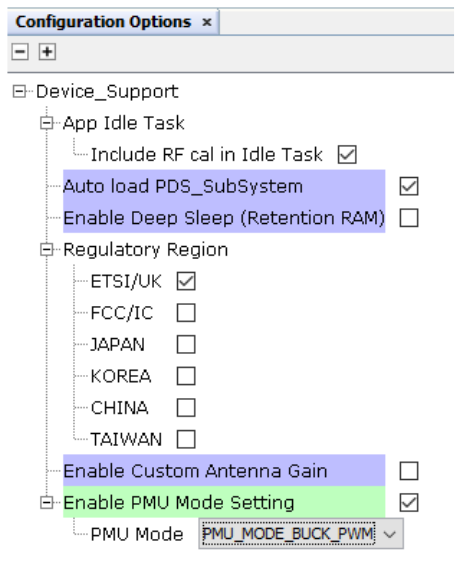 Configuration Options ×
Device_Support
App Idle Task
Include RF cal in Idle Task
Auto load PDS_SubSystem
Enable Deep Sleep (Retention RAM)
Regulatory Region
ETSI/UK
FCC/IC
JAPAN
KOREA
CHINA
TAIWAN
Enable Custom Antenna Gain
Enable PMU Mode Setting
PMU Mode PMU_MODE_BUCK_PWM